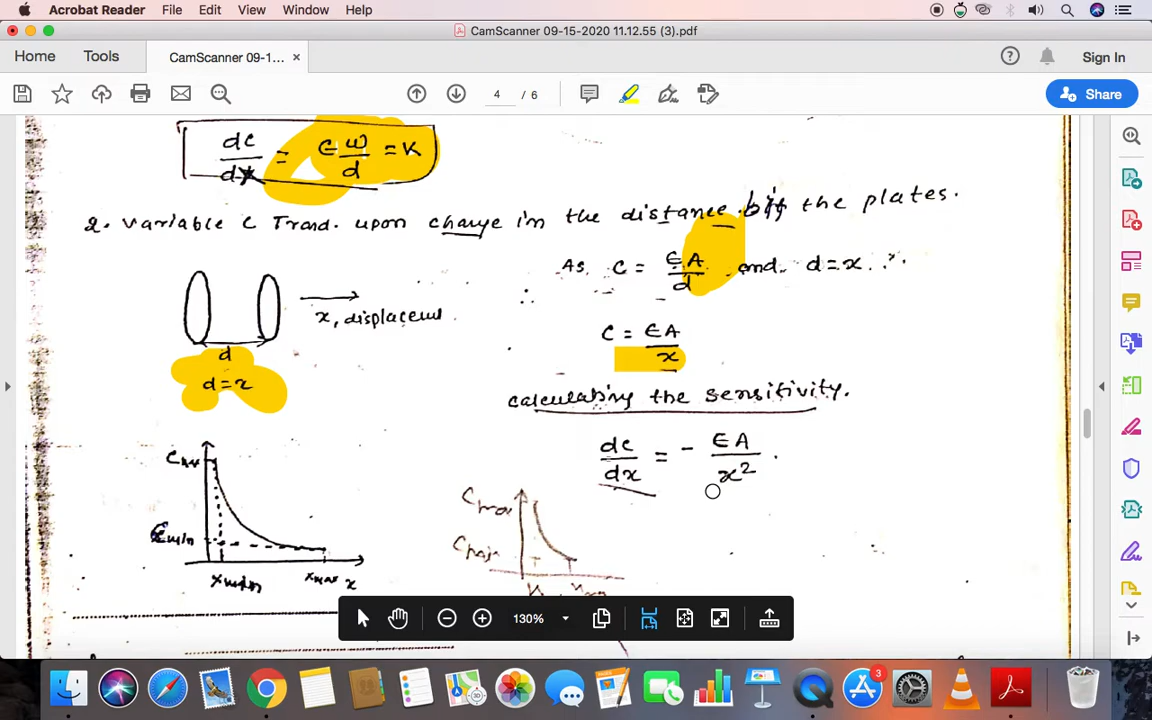 Acrobat Reader File Edit View Window Help
CamScanner 09-15-2020 11.12.55 (3).pdf
Home Tools CamScanner 09-1... × Sign In
4 / 6 Share
dc/dx = ϵ w/d = K
2. Variable C Trand. upon change in the distance b/w the plates.
As C = ϵA/d and d=x ∴
x, displacement
∴ C = ϵA/x
d
d=x
calculating the sensitivity.
dc/dx = - ϵA/x²
Cmax
Cmin
xmin xmax x
Cmax
130%
3